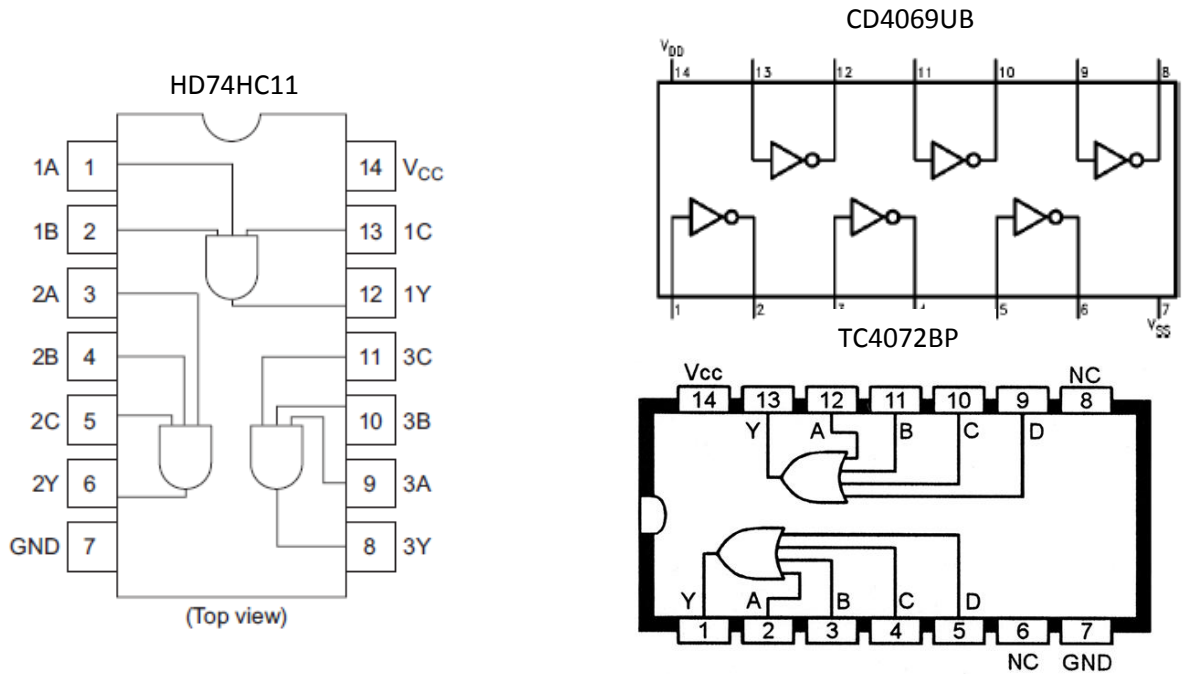 HD74HC11
1A 1 14 VCC
1B 2 13 1C
2A 3 12 1Y
2B 4 11 3C
2C 5 10 3B
2Y 6 9 3A
GND 7 8 3Y
(Top view)
CD4069UB
VDD
14 13 12 11 10 9 8
1 2 3 4 5 6 7
VSS
TC4072BP
Vcc NC
14 13 12 11 10 9 8
Y A B C D
Y A B C D
1 2 3 4 5 6 7
NC GND